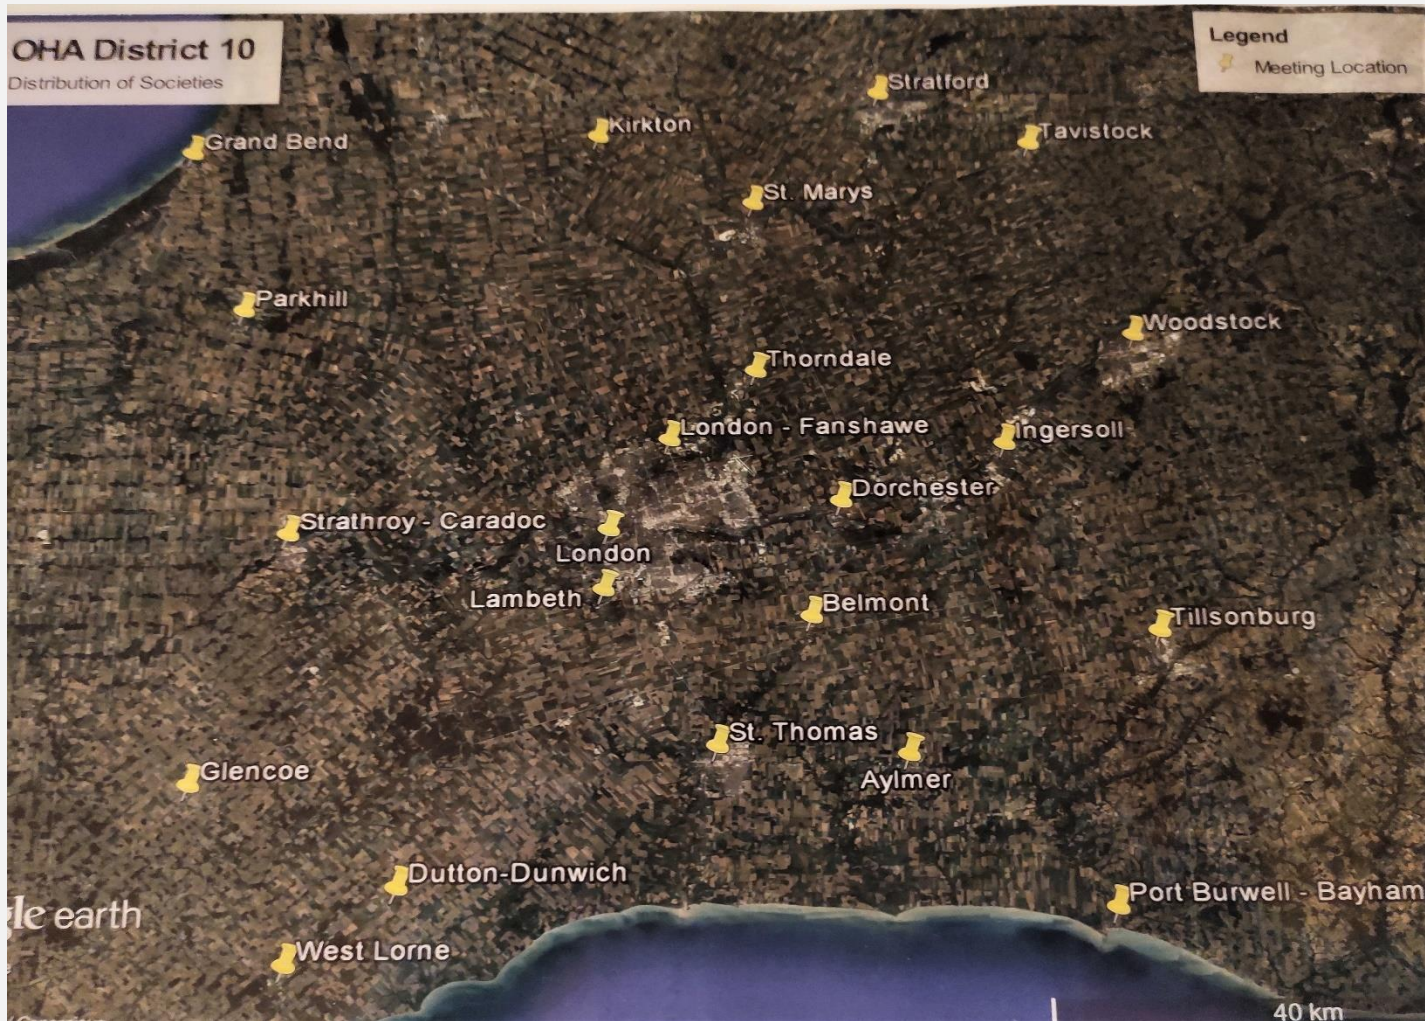 OHA District 10
Distribution of Societies
Legend
Meeting Location
Stratford
Kirkton
Tavistock
Grand Bend
St. Marys
Parkhill
Woodstock
Thorndale
London - Fanshawe
Ingersoll
Dorchester
Strathroy - Caradoc
London
Lambeth
Belmont
Tillsonburg
St. Thomas
Aylmer
Glencoe
Dutton-Dunwich
Port Burwell - Bayham
gle earth
West Lorne
40 km